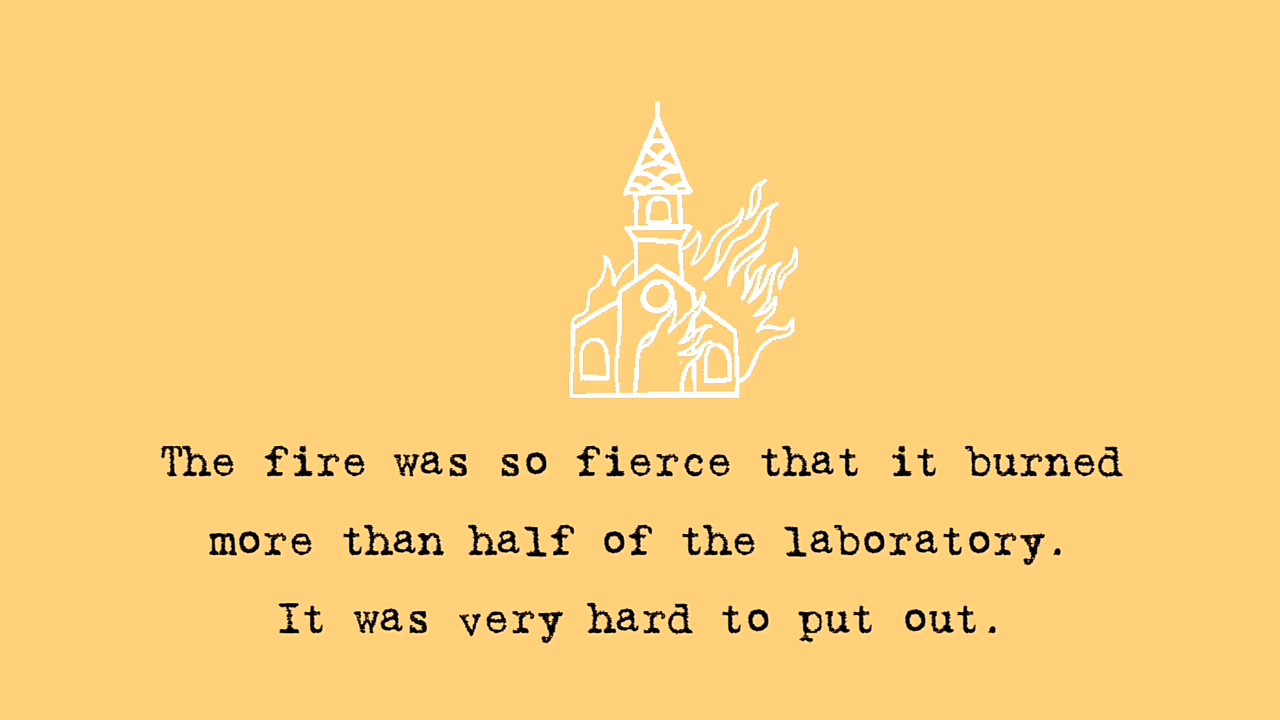 The fire was so fierce that it burned
more than half of the laboratory.
It was very hard to put out.